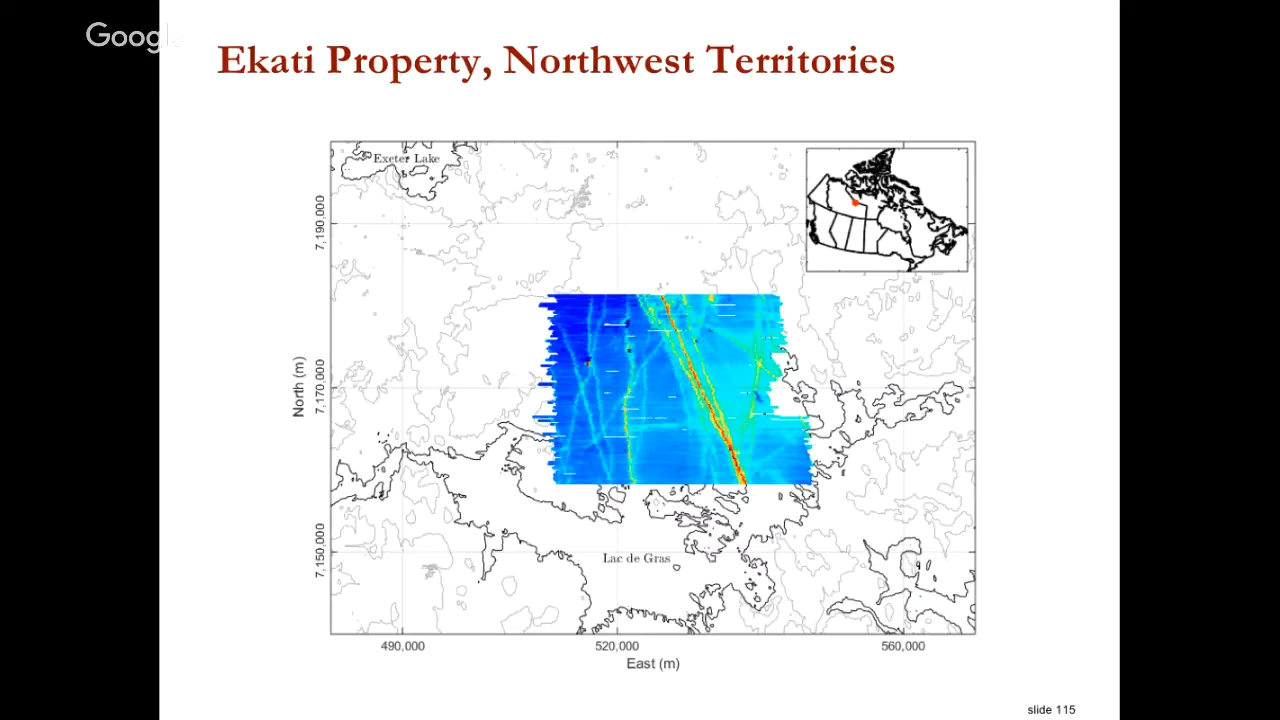 Google
Ekati Property, Northwest Territories
Exeter Lake
7,190,000
7,170,000
North (m)
7,150,000
Lac de Gras
490,000
520,000
560,000
East (m)
slide 115